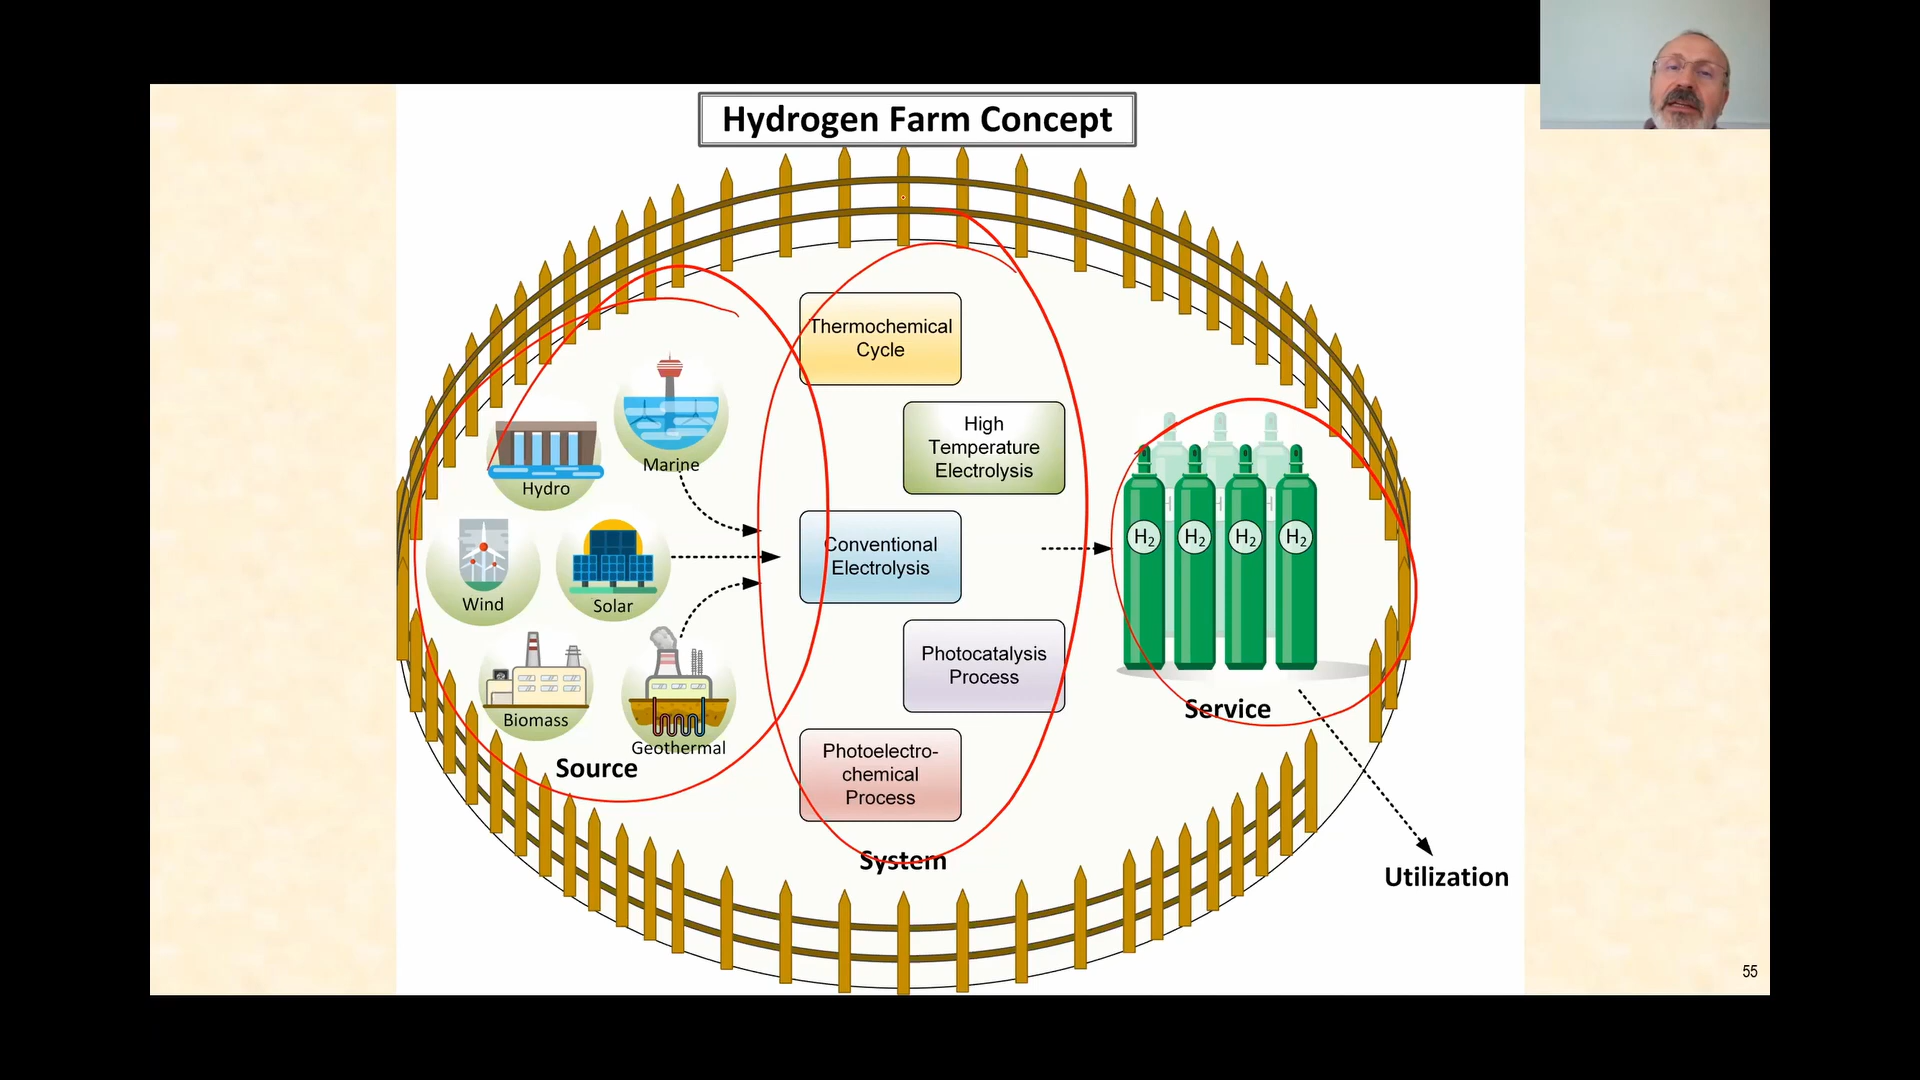 Hydrogen Farm Concept
Marine
Hydro
Wind
Solar
Biomass
Geothermal
Source
Thermochemical
Cycle
High
Temperature
Electrolysis
Conventional
Electrolysis
Photocatalysis
Process
Photoelectro-
chemical
Process
System
H₂ H₂ H₂ H₂
Service
Utilization
55